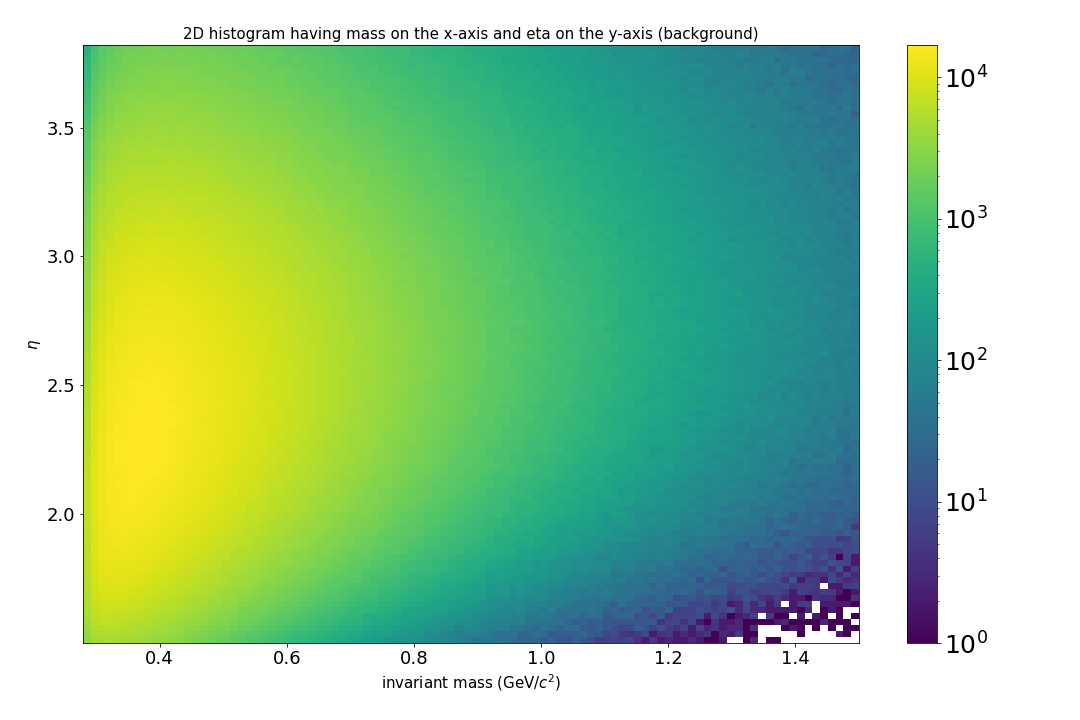 2D histogram having mass on the x-axis and eta on the y-axis (background)
3.5
3.0
2.5
2.0
η
0.4 0.6 0.8 1.0 1.2 1.4
invariant mass (GeV/c²)
10⁴
10³
10²
10¹
10⁰